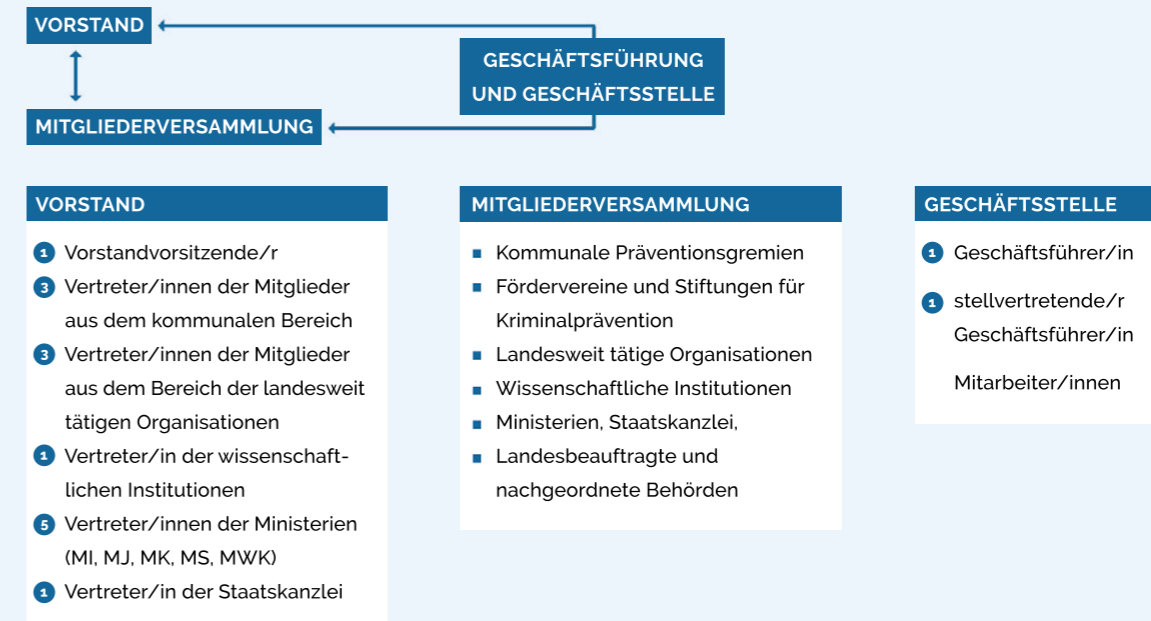 VORSTAND
GESCHÄFTSFÜHRUNG
UND GESCHÄFTSSTELLE
MITGLIEDERVERSAMMLUNG
VORSTAND
1 Vorstandvorsitzende/r
3 Vertreter/innen der Mitglieder
aus dem kommunalen Bereich
3 Vertreter/innen der Mitglieder
aus dem Bereich der landesweit
tätigen Organisationen
1 Vertreter/in der wissenschaft-
lichen Institutionen
5 Vertreter/innen der Ministerien
(MI, MJ, MK, MS, MWK)
1 Vertreter/in der Staatskanzlei
MITGLIEDERVERSAMMLUNG
Kommunale Präventionsgremien
Fördervereine und Stiftungen für
Kriminalprävention
Landesweit tätige Organisationen
Wissenschaftliche Institutionen
Ministerien, Staatskanzlei,
Landesbeauftragte und
nachgeordnete Behörden
GESCHÄFTSSTELLE
1 Geschäftsführer/in
1 stellvertretende/r
Geschäftsführer/in
Mitarbeiter/innen